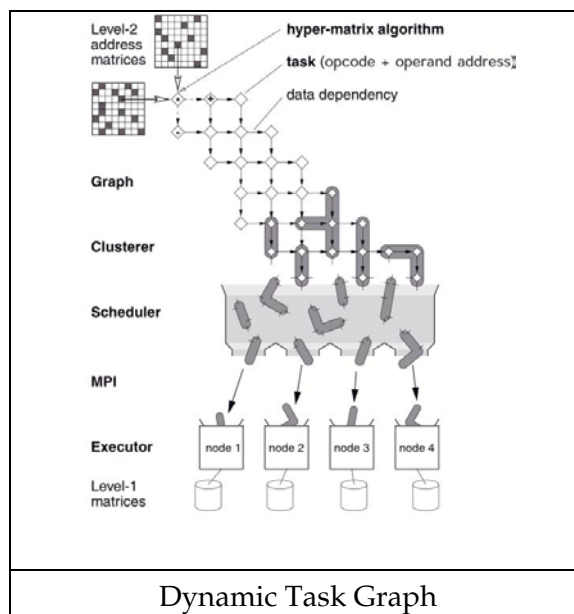 Level-2
address
matrices
hyper-matrix algorithm
task (opcode + operand address)
data dependency
Graph
Clusterer
Scheduler
MPI
Executor
node 1
node 2
node 3
node 4
Level-1
matrices
Dynamic Task Graph